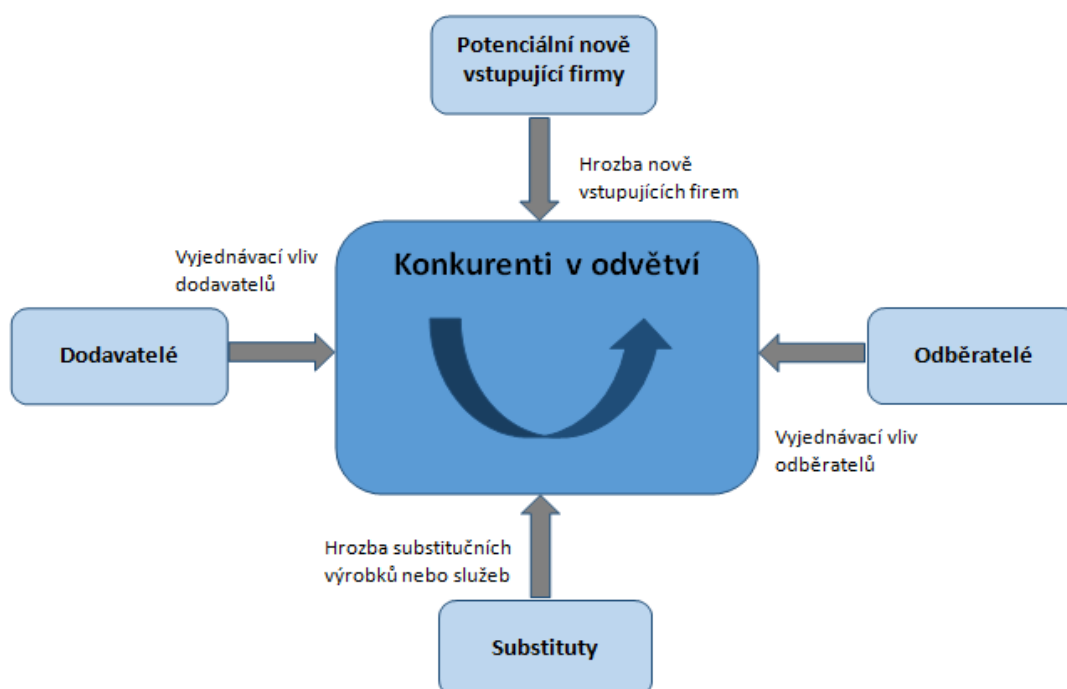 Potenciální nově
vstupující firmy
Hrozba nově
vstupujících firem
Konkurenti v odvětví
Vyjednávací vliv
dodavatelů
Dodavatelé
Odběratelé
Vyjednávací vliv
odběratelů
Hrozba substitučních
výrobků nebo služeb
Substituty